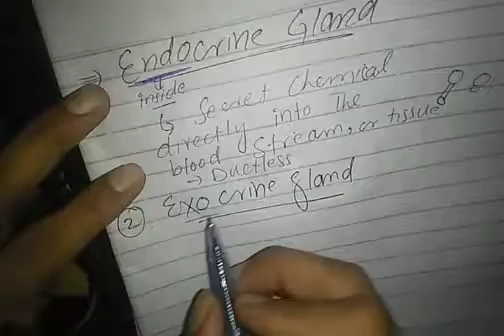 ⇒ Endocrine Gland
inside
↳ Secret Chemical
directly into the
blood stream, or tissue
→ Ductless
② Exocrine gland